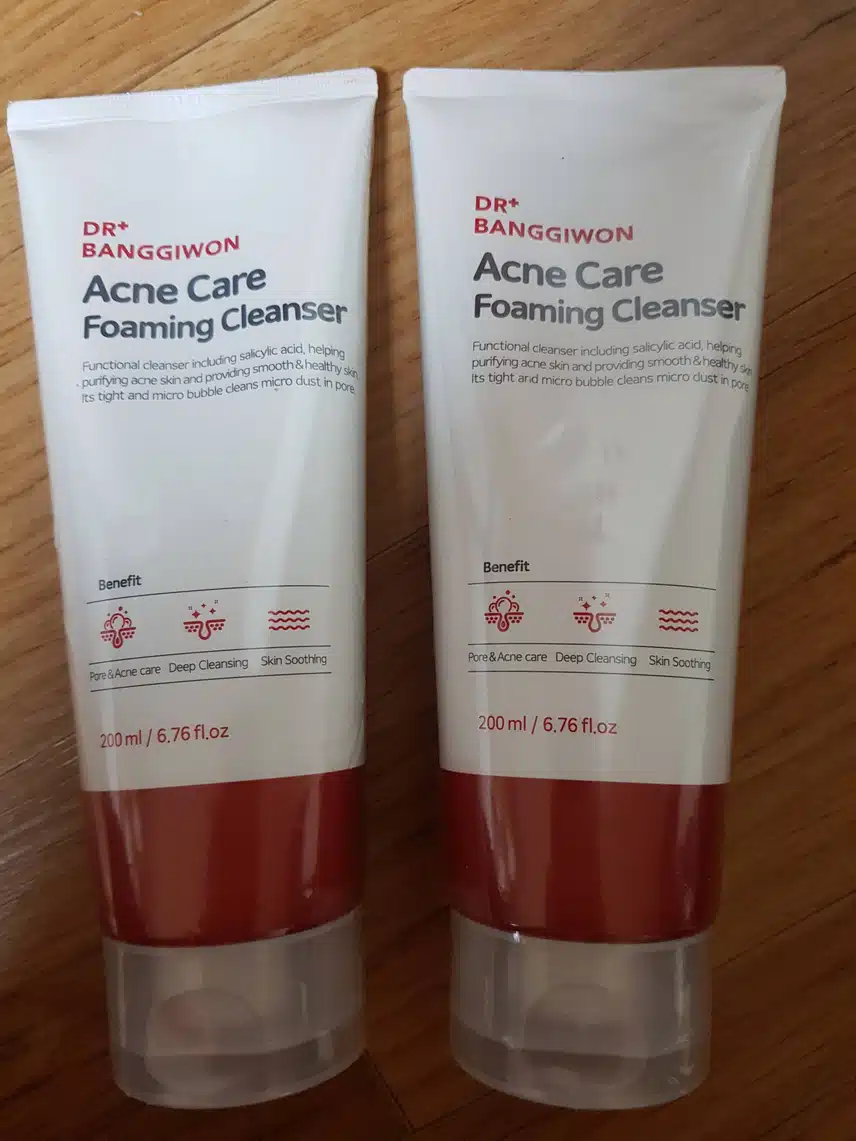 DR+
BANGGIWON
Acne Care
Foaming Cleanser
Functional cleanser including salicylic acid, helping
purifying acne skin and providing smooth & healthy skin.
Its tight and micro bubble cleans micro dust in pore.
Benefit
Pore & Acne care Deep Cleansing Skin Soothing
200 ml / 6.76 fl.oz
DR+
BANGGIWON
Acne Care
Foaming Cleanser
Functional cleanser including salicylic acid, helping
purifying acne skin and providing smooth & healthy skin
Its tight and micro bubble cleans micro dust in pore
Benefit
Pore & Acne care Deep Cleansing Skin Soothing
200 ml / 6.76 fl.oz